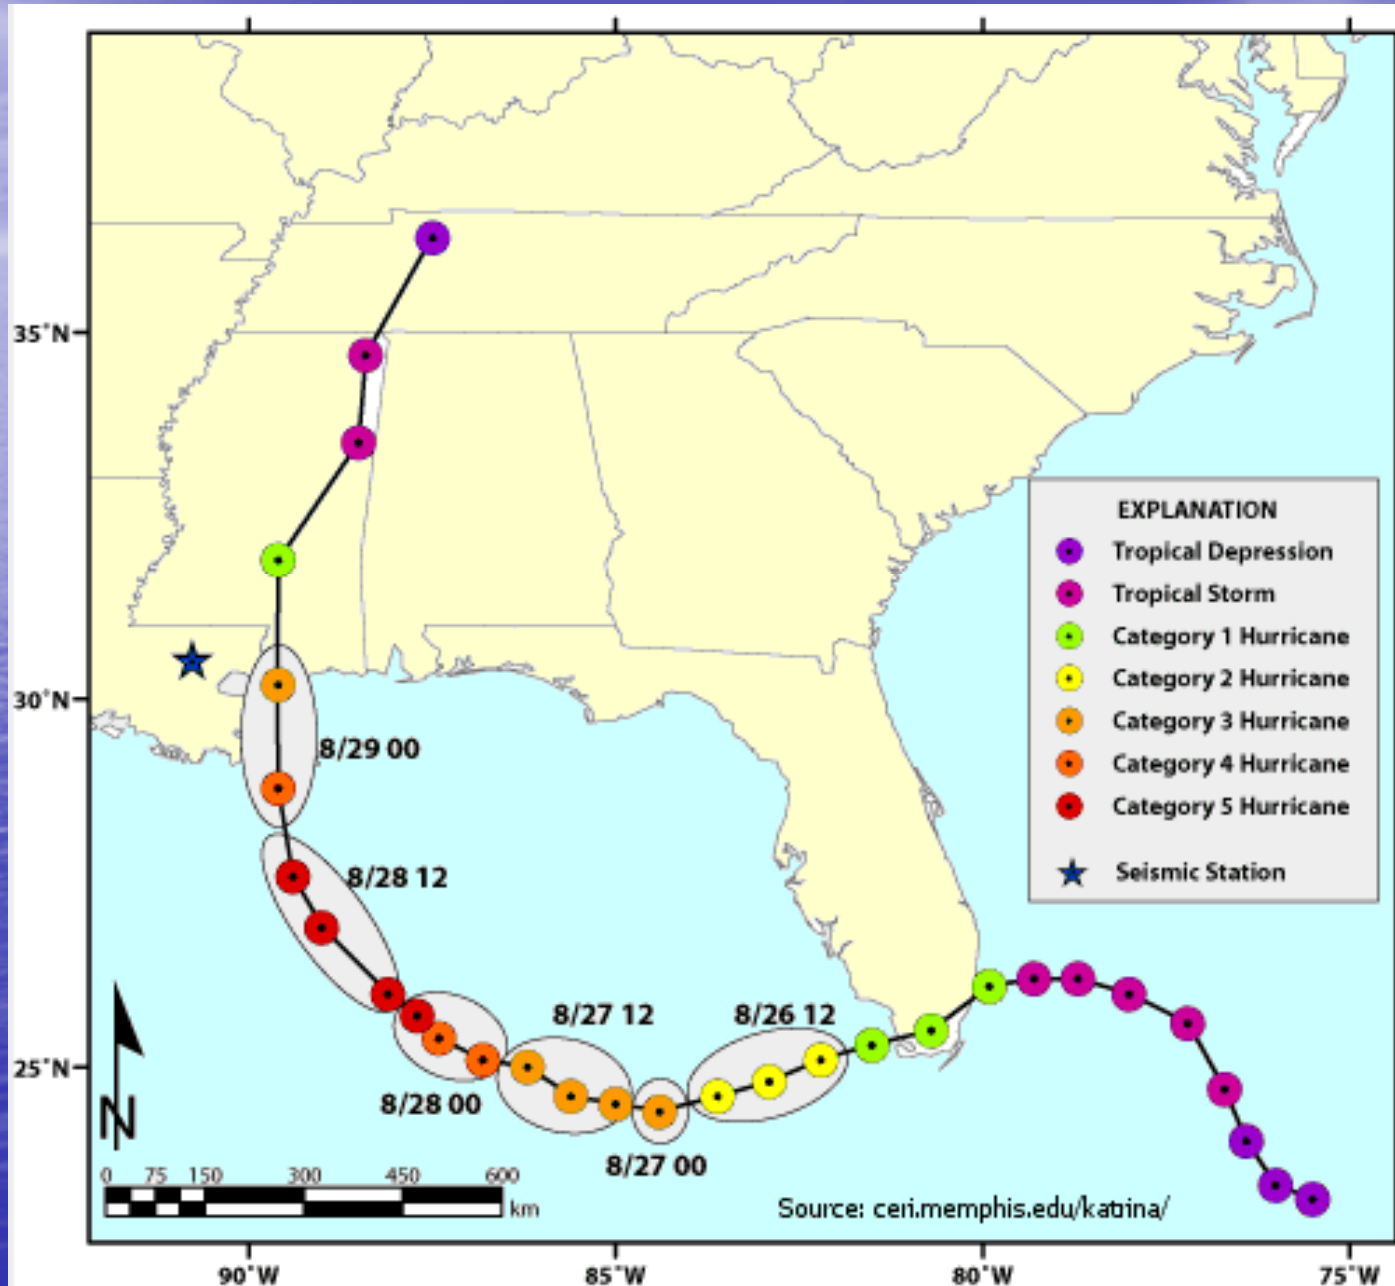 35°N
30°N
25°N
EXPLANATION
Tropical Depression
Tropical Storm
Category 1 Hurricane
Category 2 Hurricane
Category 3 Hurricane
Category 4 Hurricane
Category 5 Hurricane
Seismic Station
8/29 00
8/28 12
8/27 12
8/26 12
8/28 00
8/27 00
N
0 75 150 300 450 600
km
Source: ceri.memphis.edu/katrina/
90°W 85°W 80°W 75°W